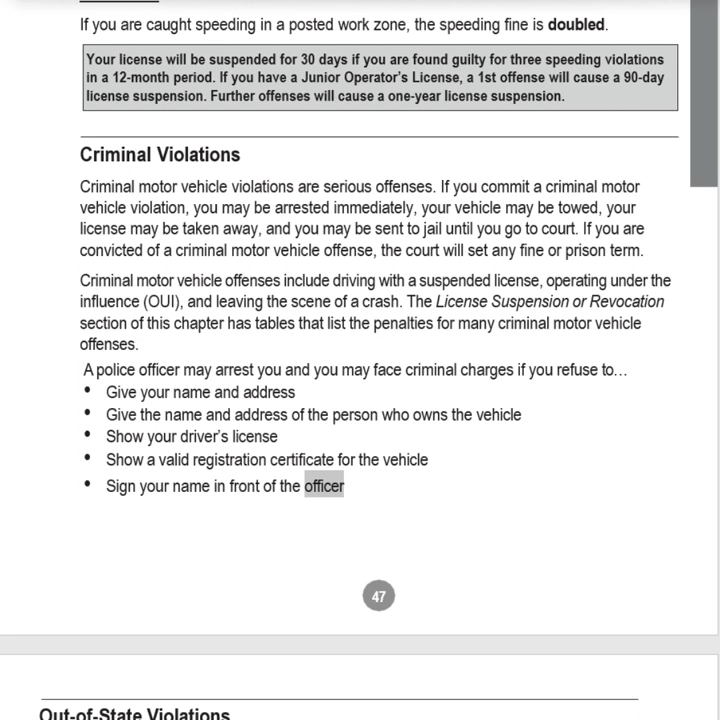 If you are caught speeding in a posted work zone, the speeding fine is doubled.
Your license will be suspended for 30 days if you are found guilty for three speeding violations
in a 12-month period. If you have a Junior Operator's License, a 1st offense will cause a 90-day
license suspension. Further offenses will cause a one-year license suspension.
Criminal Violations
Criminal motor vehicle violations are serious offenses. If you commit a criminal motor
vehicle violation, you may be arrested immediately, your vehicle may be towed, your
license may be taken away, and you may be sent to jail until you go to court. If you are
convicted of a criminal motor vehicle offense, the court will set any fine or prison term.
Criminal motor vehicle offenses include driving with a suspended license, operating under the
influence (OUI), and leaving the scene of a crash. The License Suspension or Revocation
section of this chapter has tables that list the penalties for many criminal motor vehicle
offenses.
A police officer may arrest you and you may face criminal charges if you refuse to…
• Give your name and address
• Give the name and address of the person who owns the vehicle
• Show your driver's license
• Show a valid registration certificate for the vehicle
• Sign your name in front of the officer
47
Out-of-State Violations